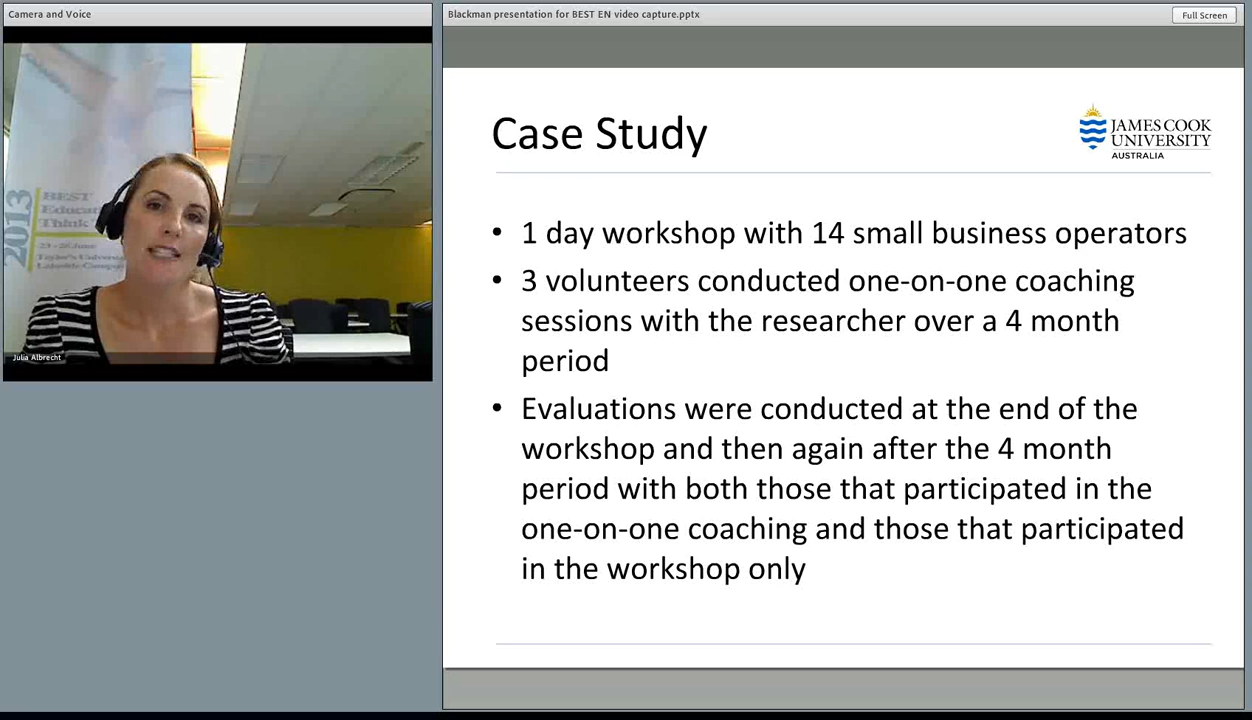 Camera and Voice
2013
BEST
Think
Julia Albrecht
Blackman presentation for BEST EN video capture.pptx
Full Screen
Case Study
JAMES COOK
UNIVERSITY
AUSTRALIA
• 1 day workshop with 14 small business operators
• 3 volunteers conducted one-on-one coaching
sessions with the researcher over a 4 month
period
• Evaluations were conducted at the end of the
workshop and then again after the 4 month
period with both those that participated in the
one-on-one coaching and those that participated
in the workshop only